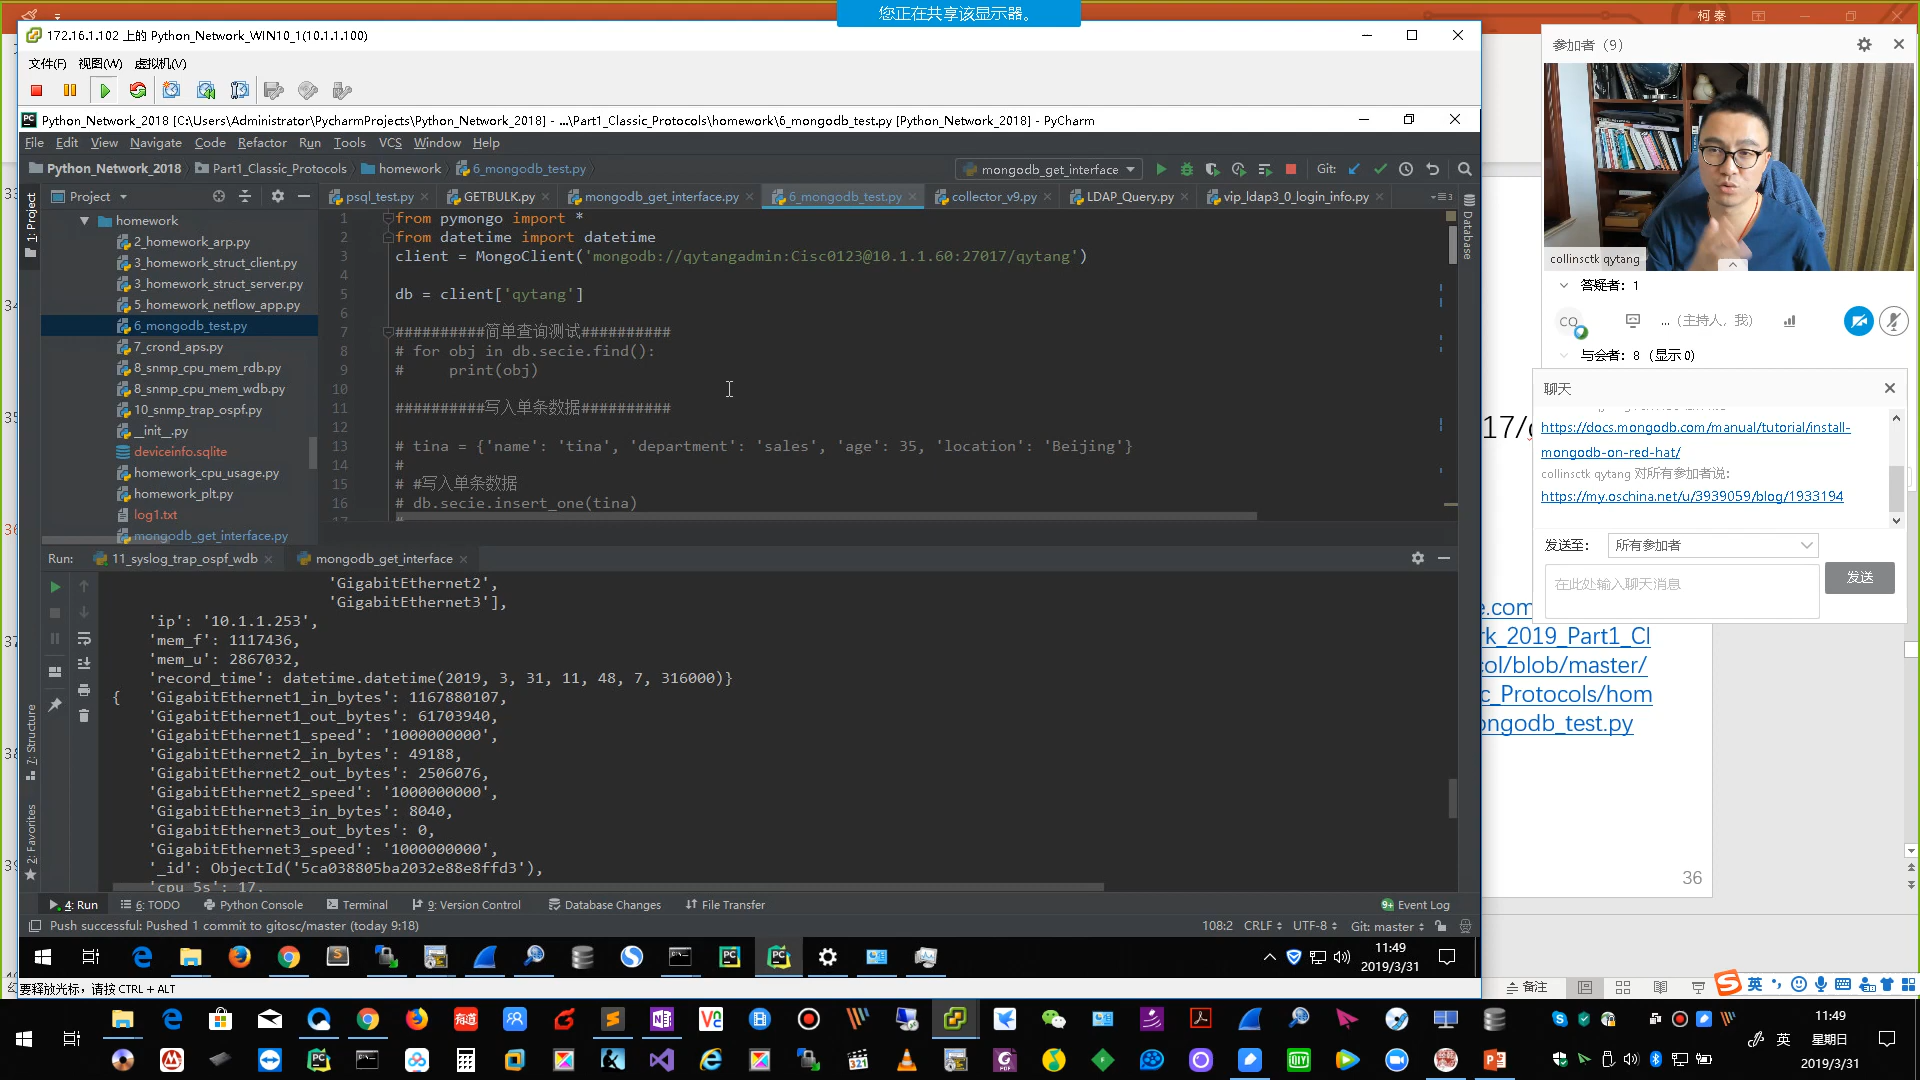 您正在共享该显示器。
柯 秦
172.16.1.102 上的 Python_Network_WIN10_1(10.1.1.100)
文件(F) 视图(W) 虚拟机(V)
Python_Network_2018 [C:\Users\Administrator\PycharmProjects\Python_Network_2018] - ...\Part1_Classic_Protocols\homework\6_mongodb_test.py [Python_Network_2018] - PyCharm
File Edit View Navigate Code Refactor Run Tools VCS Window Help
Python_Network_2018 Part1_Classic_Protocols homework 6_mongodb_test.py
mongodb_get_interface Git:
Project
psql_test.py GETBULK.py mongodb_get_interface.py 6_mongodb_test.py collector_v9.py LDAP_Query.py vip_ldap3_0_login_info.py
1: Project
Database
homework
2_homework_arp.py
3_homework_struct_client.py
3_homework_struct_server.py
5_homework_netflow_app.py
6_mongodb_test.py
7_crond_aps.py
8_snmp_cpu_mem_rdb.py
8_snmp_cpu_mem_wdb.py
10_snmp_trap_ospf.py
__init__.py
deviceinfo.sqlite
homework_cpu_usage.py
homework_plt.py
log1.txt
mongodb_get_interface.py
1 from pymongo import *
2 from datetime import datetime
3 client = MongoClient('mongodb://qytangadmin:Cisc0123@10.1.1.60:27017/qytang')
4
5 db = client['qytang']
6
7 ##########简单查询测试##########
8 # for obj in db.secie.find():
9 #     print(obj)
10
11 ##########写入单条数据##########
12
13 # tina = {'name': 'tina', 'department': 'sales', 'age': 35, 'location': 'Beijing'}
14 #
15 # #写入单条数据
16 # db.secie.insert_one(tina)
17 #
Run: 11_syslog_trap_ospf_wdb mongodb_get_interface
'GigabitEthernet2',
'GigabitEthernet3'],
'ip': '10.1.1.253',
'mem_f': 1117436,
'mem_u': 2867032,
'record_time': datetime.datetime(2019, 3, 31, 11, 48, 7, 316000)}
{   'GigabitEthernet1_in_bytes': 1167880107,
'GigabitEthernet1_out_bytes': 61703940,
'GigabitEthernet1_speed': '1000000000',
'GigabitEthernet2_in_bytes': 49188,
'GigabitEthernet2_out_bytes': 2506076,
'GigabitEthernet2_speed': '1000000000',
'GigabitEthernet3_in_bytes': 8040,
'GigabitEthernet3_out_bytes': 0,
'GigabitEthernet3_speed': '1000000000',
'_id': ObjectId('5ca038805ba2032e88e8ffd3'),
'cpu_5s': 17,
7: Structure
2: Favorites
4: Run 6: TODO Python Console Terminal 9: Version Control Database Changes File Transfer Event Log
Push successful: Pushed 1 commit to gitosc/master (today 9:18) 108:2 CRLF UTF-8 Git: master
11:49
2019/3/31
要释放光标，请按 CTRL + ALT
参加者 (9)
collinsctk qytang
答疑者: 1
CQ ... (主持人, 我)
与会者: 8 (显示 0)
聊天
https://docs.mongodb.com/manual/tutorial/install-
mongodb-on-red-hat/
collinsctk qytang 对所有参加者说:
https://my.oschina.net/u/3939059/blog/1933194
发送至: 所有参加者
在此处输入聊天消息
发送
17/
e.com
rk_2019_Part1_Cl
col/blob/master/
c_Protocols/hom
ongodb_test.py
36
备注
英
11:49
英 星期日
2019/3/31